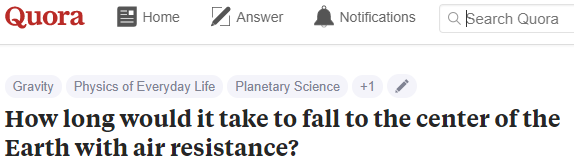 Quora Home Answer Notifications Search Quora
Gravity Physics of Everyday Life Planetary Science +1
How long would it take to fall to the center of the
Earth with air resistance?